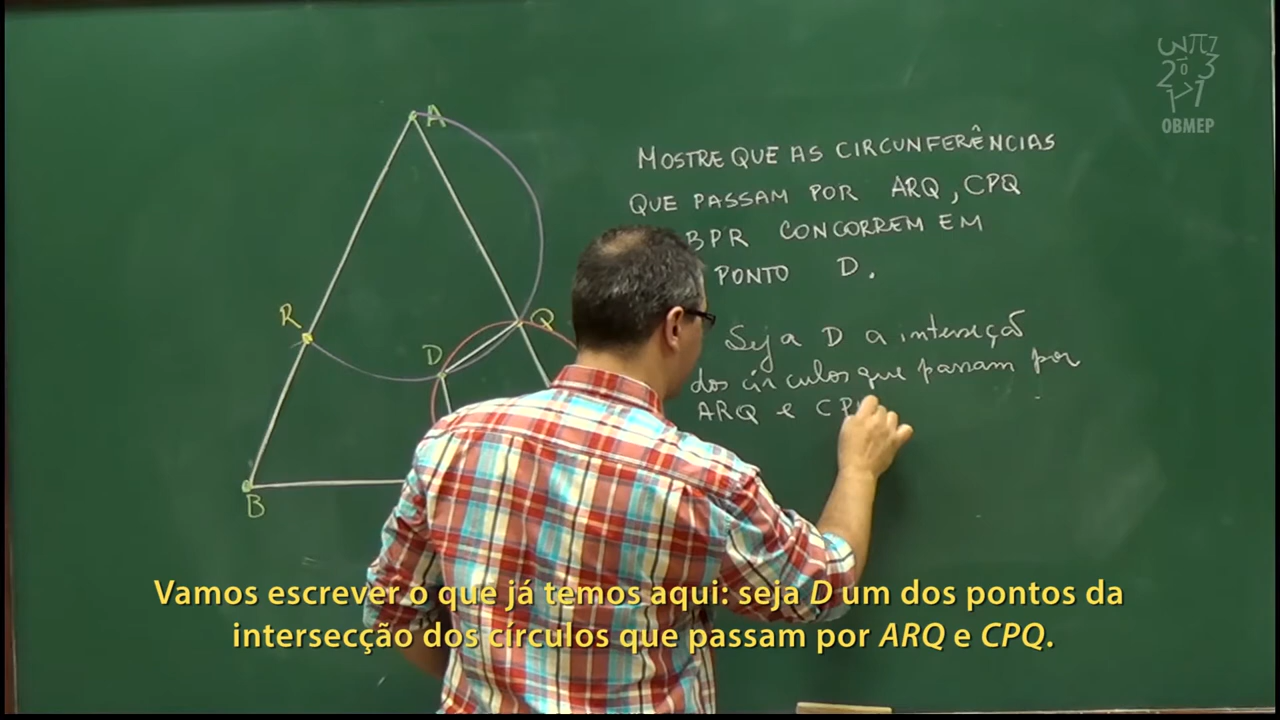 OBMEP
A
MOSTRE QUE AS CIRCUNFERÊNCIAS
QUE PASSAM POR ARQ, CPQ
BPR CONCORREM EM
PONTO D.
R
Q
D
B
Seja D a interseção
dos círculos que passam por
ARQ e CP
Vamos escrever o que já temos aqui: seja D um dos pontos da
intersecção dos círculos que passam por ARQ e CPQ.